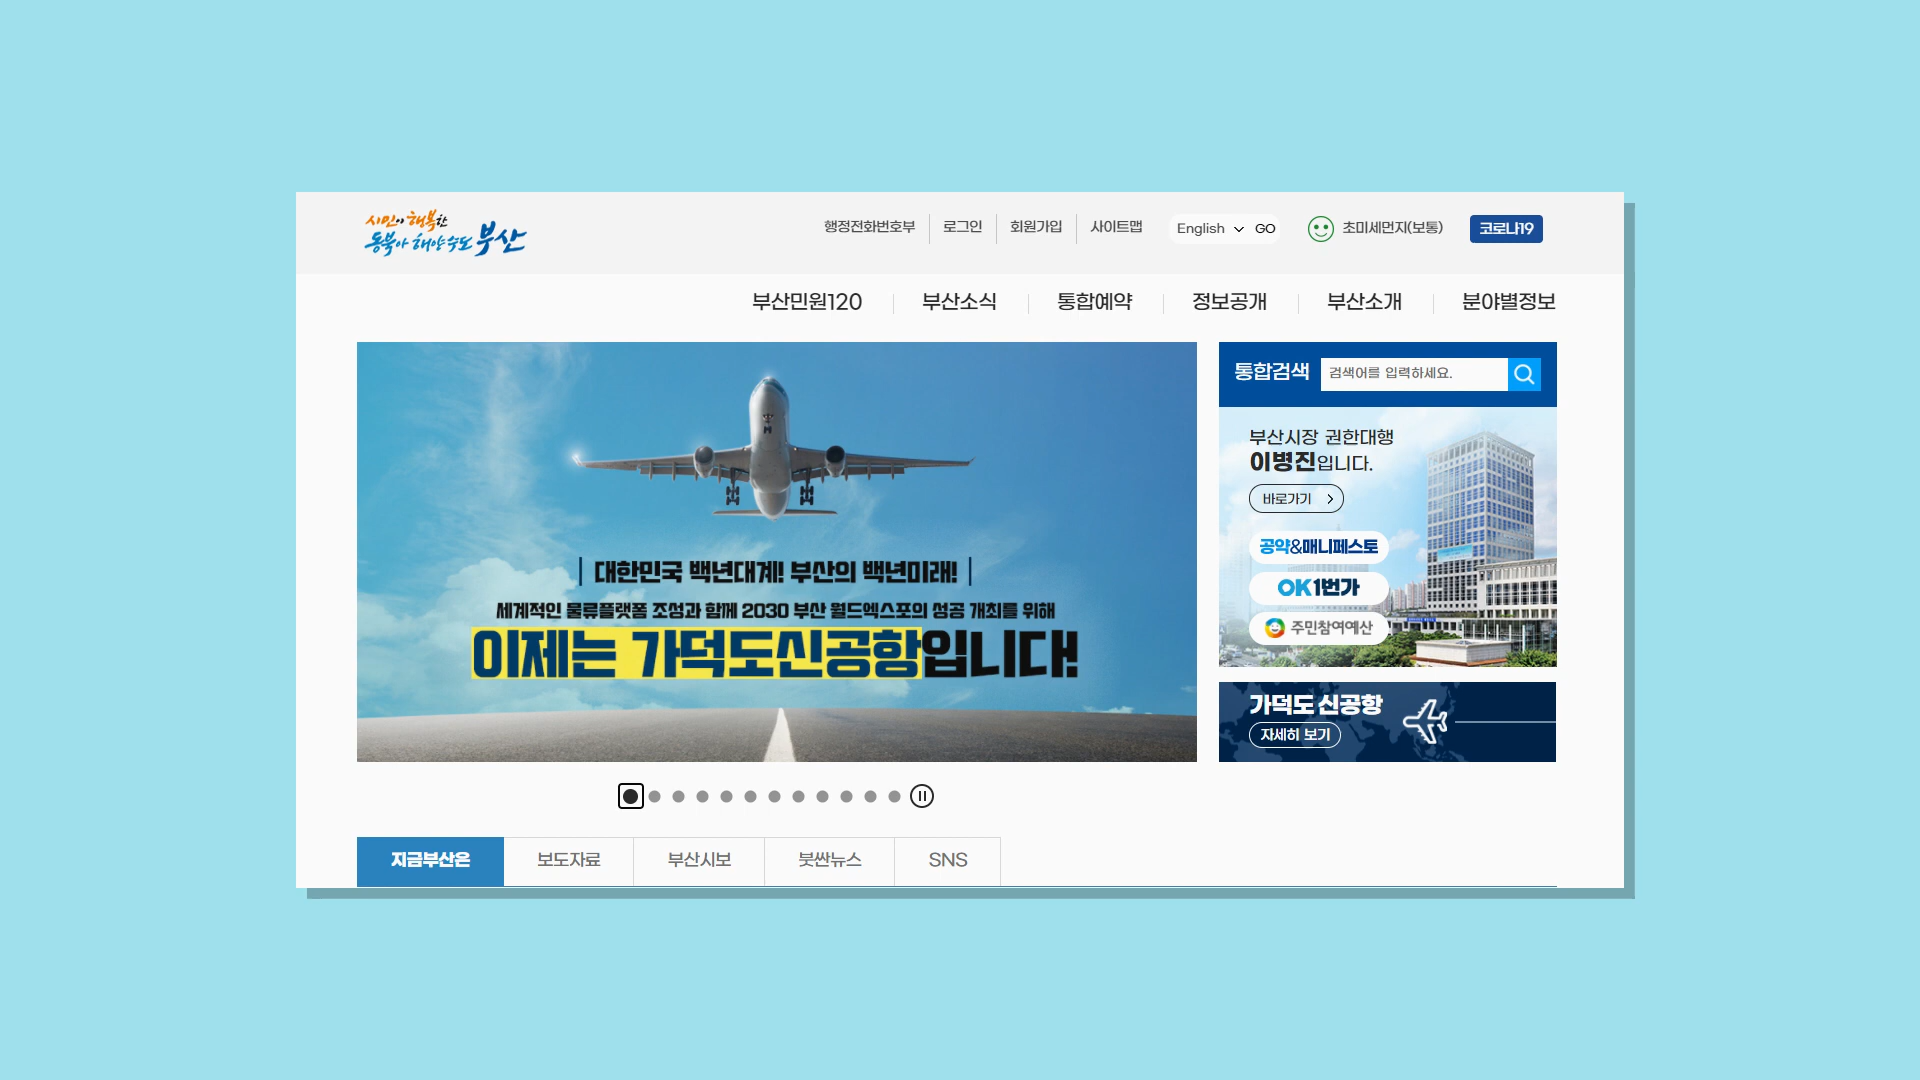 시민이 행복한
동북아 해양수도 부산
행정전화번호부
로그인
회원가입
사이트맵
English
GO
초미세먼지(보통)
코로나19
부산민원120
부산소식
통합예약
정보공개
부산소개
분야별정보
대한민국 백년대계! 부산의 백년미래!
세계적인 물류플랫폼 조성과 함께 2030 부산 월드엑스포의 성공 개최를 위해
이제는 가덕도신공항입니다!
통합검색
검색어를 입력하세요.
부산시장 권한대행
이병진입니다.
바로가기
공약&매니페스토
OK1번가
주민참여예산
가덕도 신공항
자세히 보기
지금부산은
보도자료
부산시보
붓싼뉴스
SNS